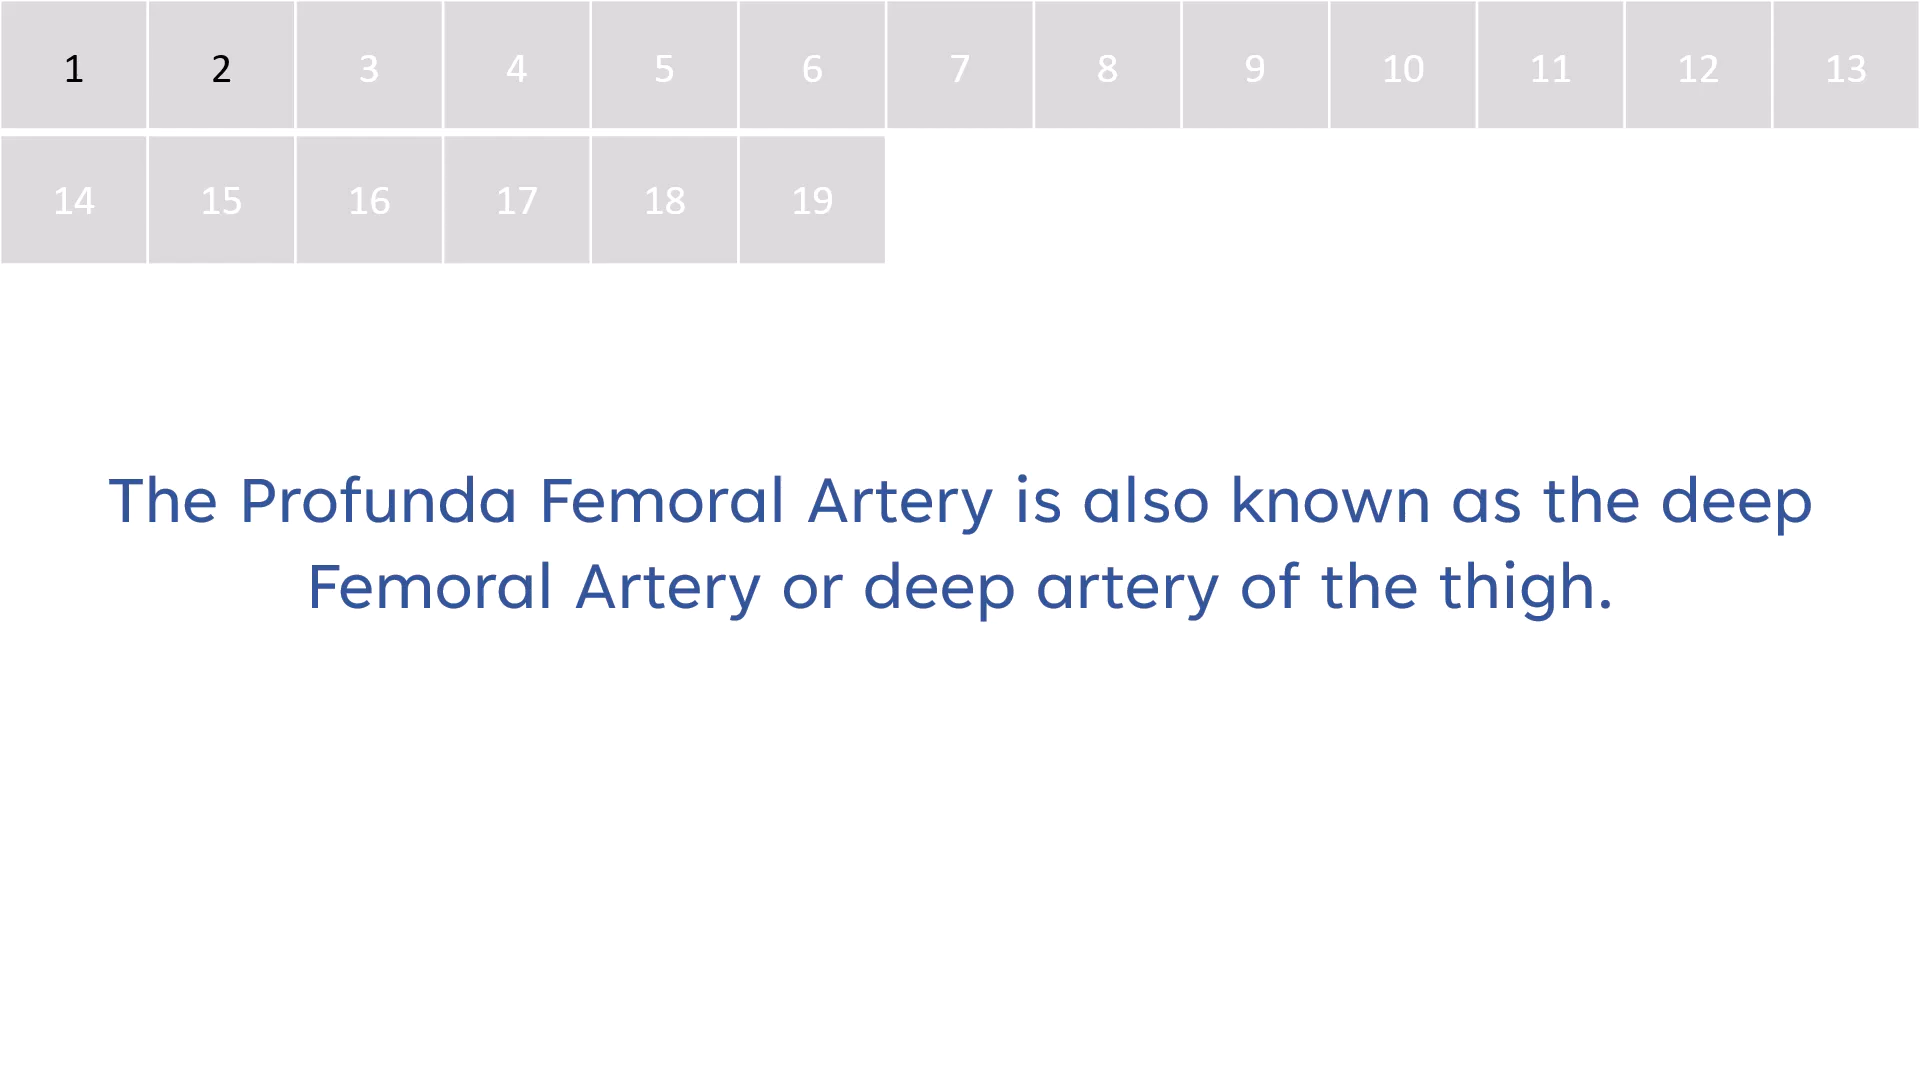 1 2 3 4 5 6 7 8 9 10 11 12 13
14 15 16 17 18 19
The Profunda Femoral Artery is also known as the deep
Femoral Artery or deep artery of the thigh.